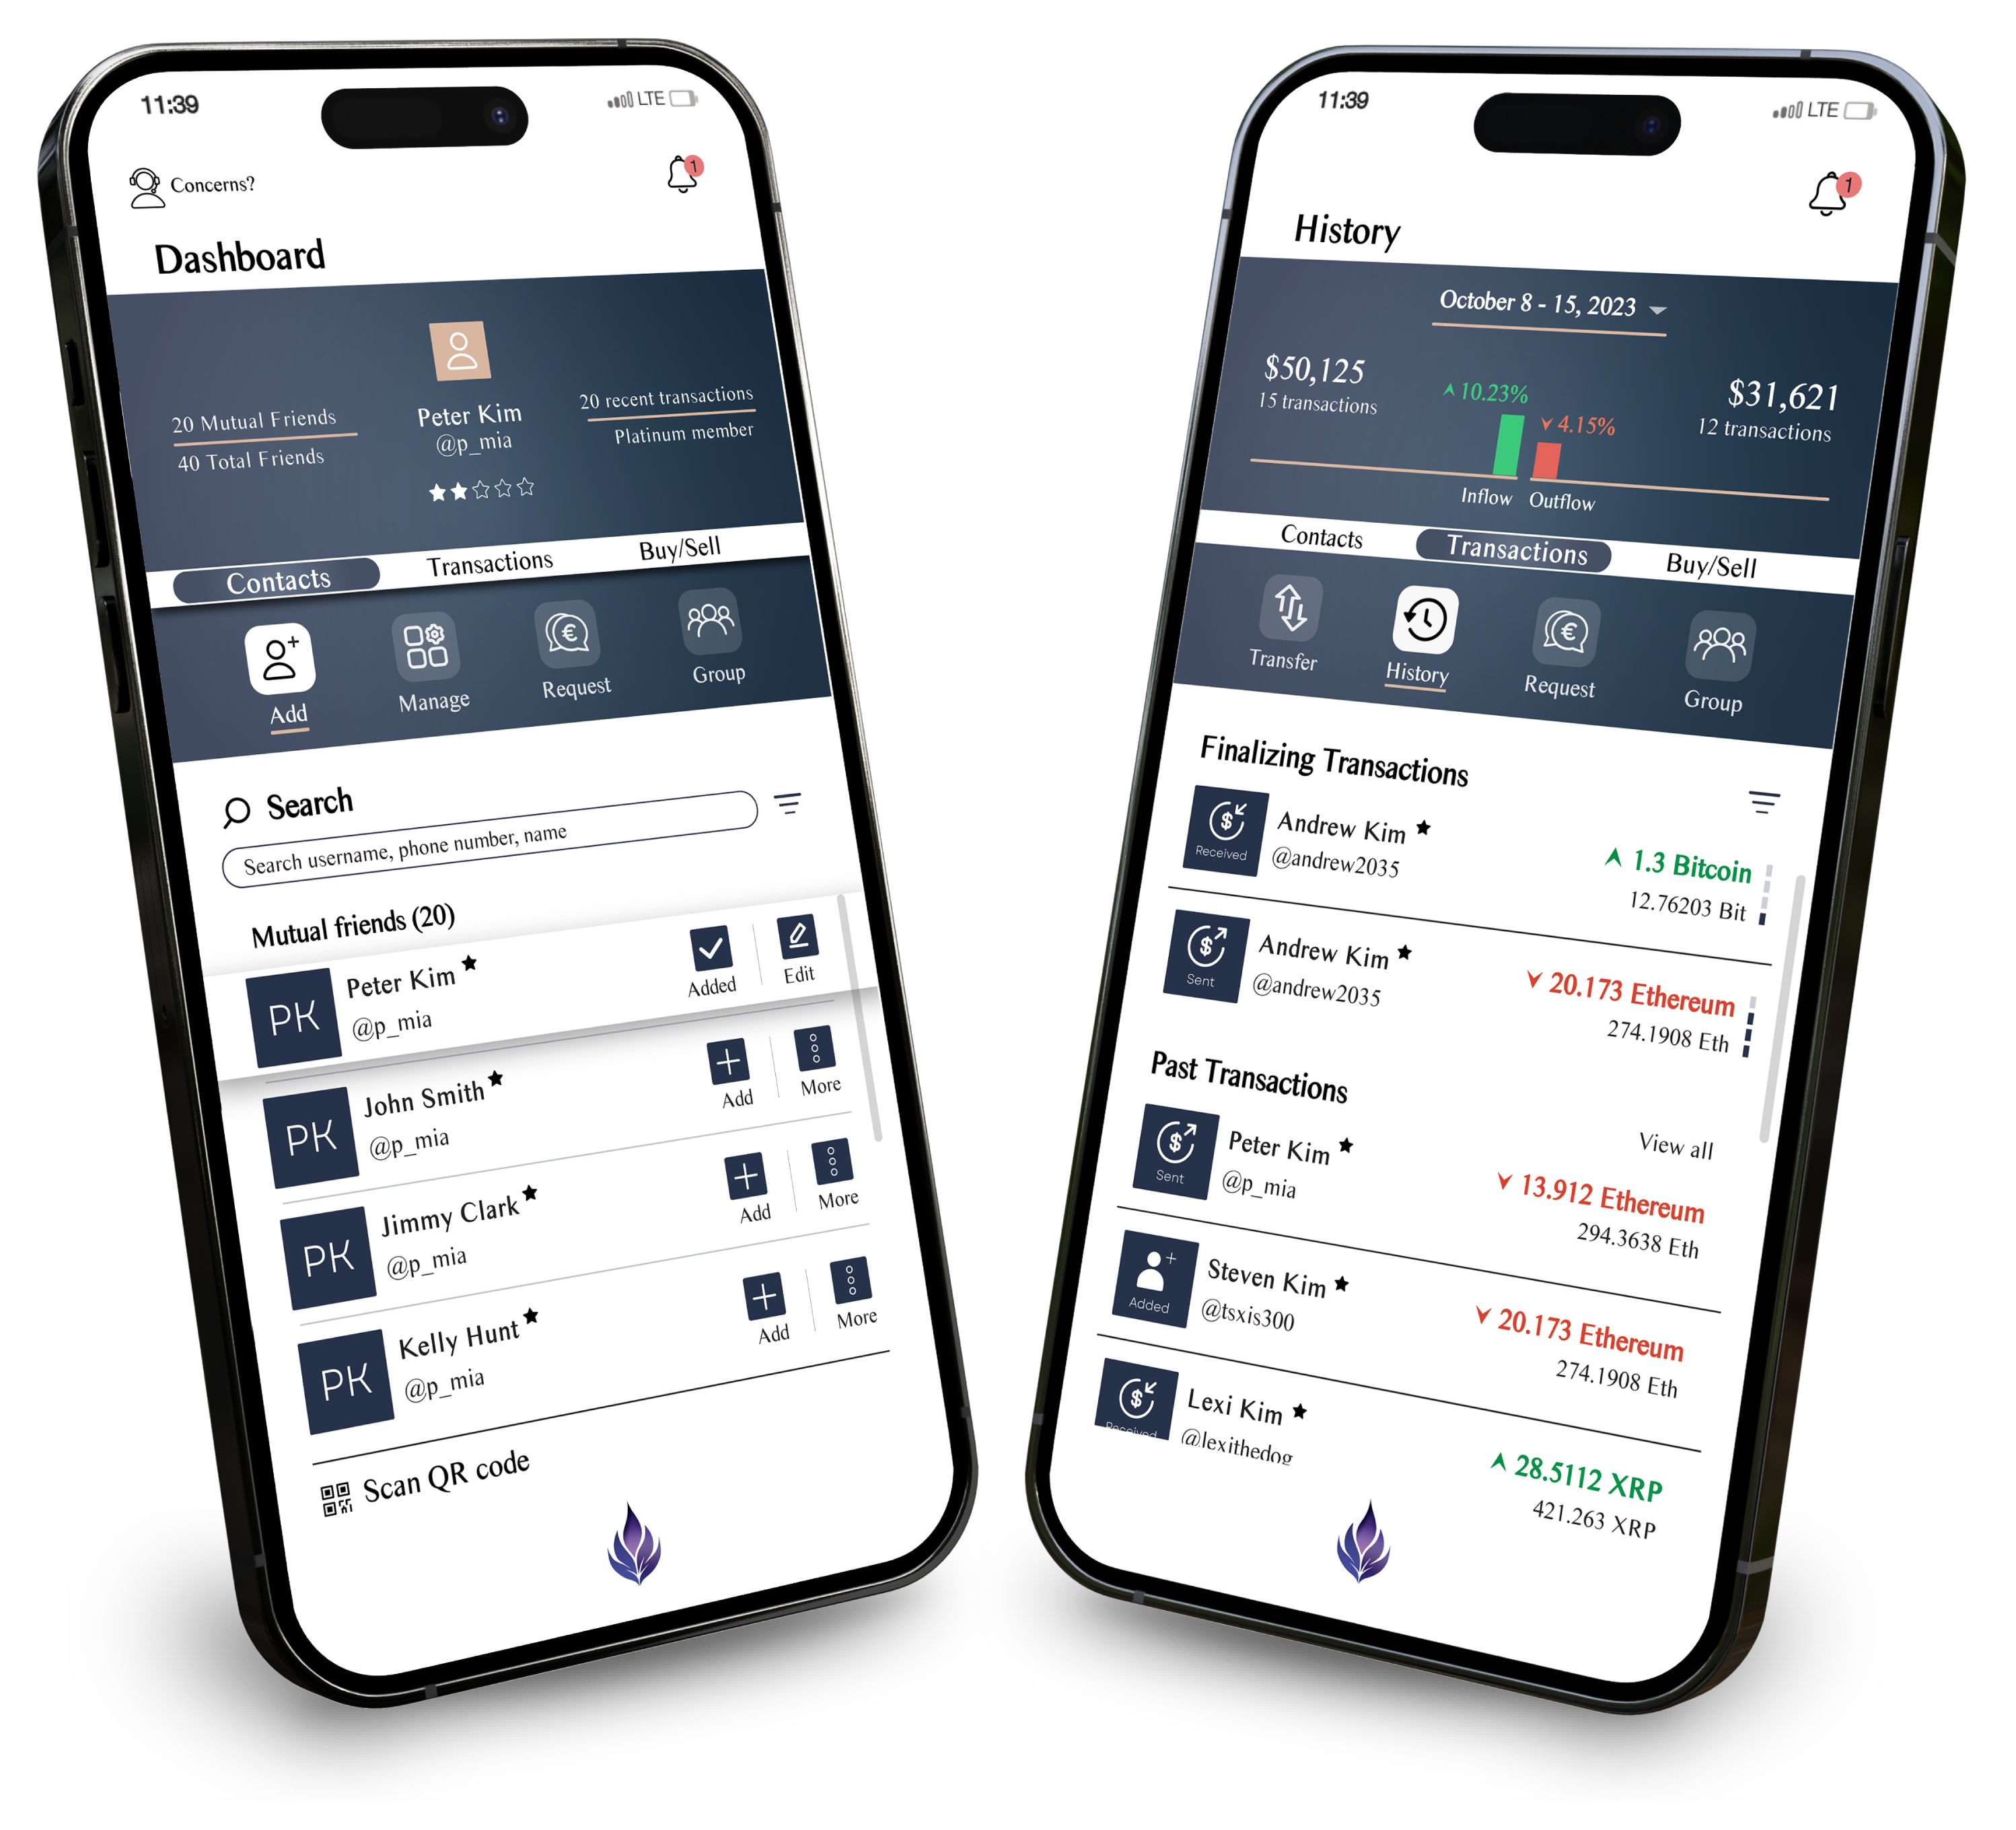 11:39
LTE
Concerns?
1
Dashboard
Peter Kim
@p_mia
20 Mutual Friends
40 Total Friends
20 recent transactions
Platinum member
Contacts
Transactions
Buy/Sell
Add
Manage
€
Request
Group
Search
Search username, phone number, name
Mutual friends (20)
PK
Peter Kim
@p_mia
Added
Edit
PK
John Smith
@p_mia
Add
More
PK
Jimmy Clark
@p_mia
Add
More
PK
Kelly Hunt
@p_mia
Add
More
Scan QR code
11:39
LTE
1
History
October 8 - 15, 2023
$50,125
15 transactions
10.23%
4.15%
$31,621
12 transactions
Inflow
Outflow
Contacts
Transactions
Buy/Sell
Transfer
History
€
Request
Group
Finalizing Transactions
$
Received
Andrew Kim
@andrew2035
1.3 Bitcoin
12.76203 Bit
$
Sent
Andrew Kim
@andrew2035
20.173 Ethereum
274.1908 Eth
Past Transactions
View all
$
Sent
Peter Kim
@p_mia
13.912 Ethereum
294.3638 Eth
Added
Steven Kim
@tsxis300
20.173 Ethereum
274.1908 Eth
$
Received
Lexi Kim
@lexithedog
28.5112 XRP
421.263 XRP